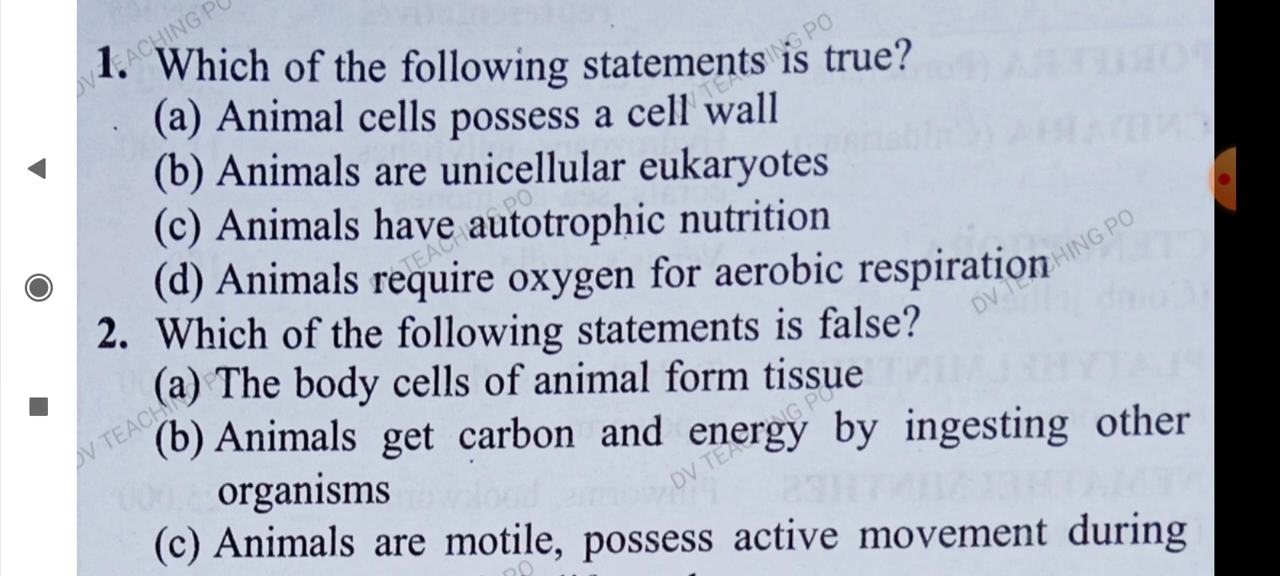 1. Which of the following statements is true?
(a) Animal cells possess a cell wall
(b) Animals are unicellular eukaryotes
(c) Animals have autotrophic nutrition
(d) Animals require oxygen for aerobic respiration
2. Which of the following statements is false?
(a) The body cells of animal form tissue
(b) Animals get carbon and energy by ingesting other
organisms
(c) Animals are motile, possess active movement during